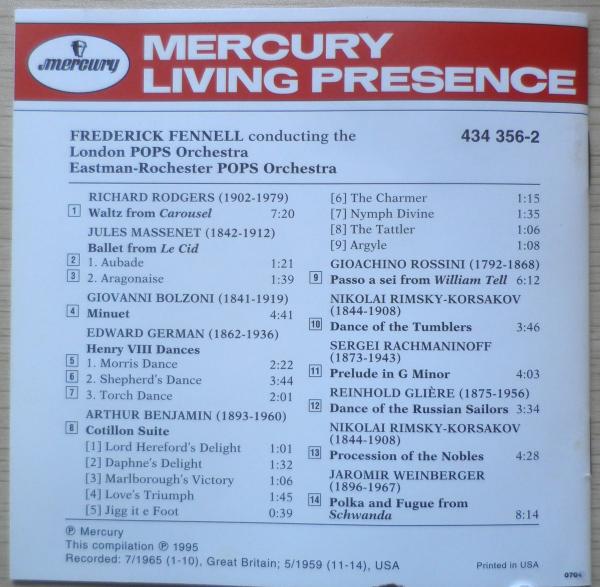 mercury
MERCURY
LIVING PRESENCE
FREDERICK FENNELL conducting the
London POPS Orchestra
Eastman-Rochester POPS Orchestra
434 356-2
RICHARD RODGERS (1902-1979)
1 Waltz from Carousel 7:20
JULES MASSENET (1842-1912)
Ballet from Le Cid
2 1. Aubade 1:21
3 2. Aragonaise 1:39
GIOVANNI BOLZONI (1841-1919)
4 Minuet 4:41
EDWARD GERMAN (1862-1936)
Henry VIII Dances
5 1. Morris Dance 2:22
6 2. Shepherd's Dance 3:44
7 3. Torch Dance 2:01
ARTHUR BENJAMIN (1893-1960)
8 Cotillon Suite
[1] Lord Hereford's Delight 1:01
[2] Daphne's Delight 1:32
[3] Marlborough's Victory 1:06
[4] Love's Triumph 1:45
[5] Jigg it e Foot 0:39
[6] The Charmer 1:15
[7] Nymph Divine 1:35
[8] The Tattler 1:06
[9] Argyle 1:08
GIOACHINO ROSSINI (1792-1868)
9 Passo a sei from William Tell 6:12
NIKOLAI RIMSKY-KORSAKOV
(1844-1908)
10 Dance of the Tumblers 3:46
SERGEI RACHMANINOFF
(1873-1943)
11 Prelude in G Minor 4:03
REINHOLD GLIÈRE (1875-1956)
12 Dance of the Russian Sailors 3:34
NIKOLAI RIMSKY-KORSAKOV
(1844-1908)
13 Procession of the Nobles 4:28
JAROMIR WEINBERGER
(1896-1967)
14 Polka and Fugue from
Schwanda 8:14
℗ Mercury
This compilation ℗ 1995
Recorded: 7/1965 (1-10), Great Britain; 5/1959 (11-14), USA
Printed in USA
0704